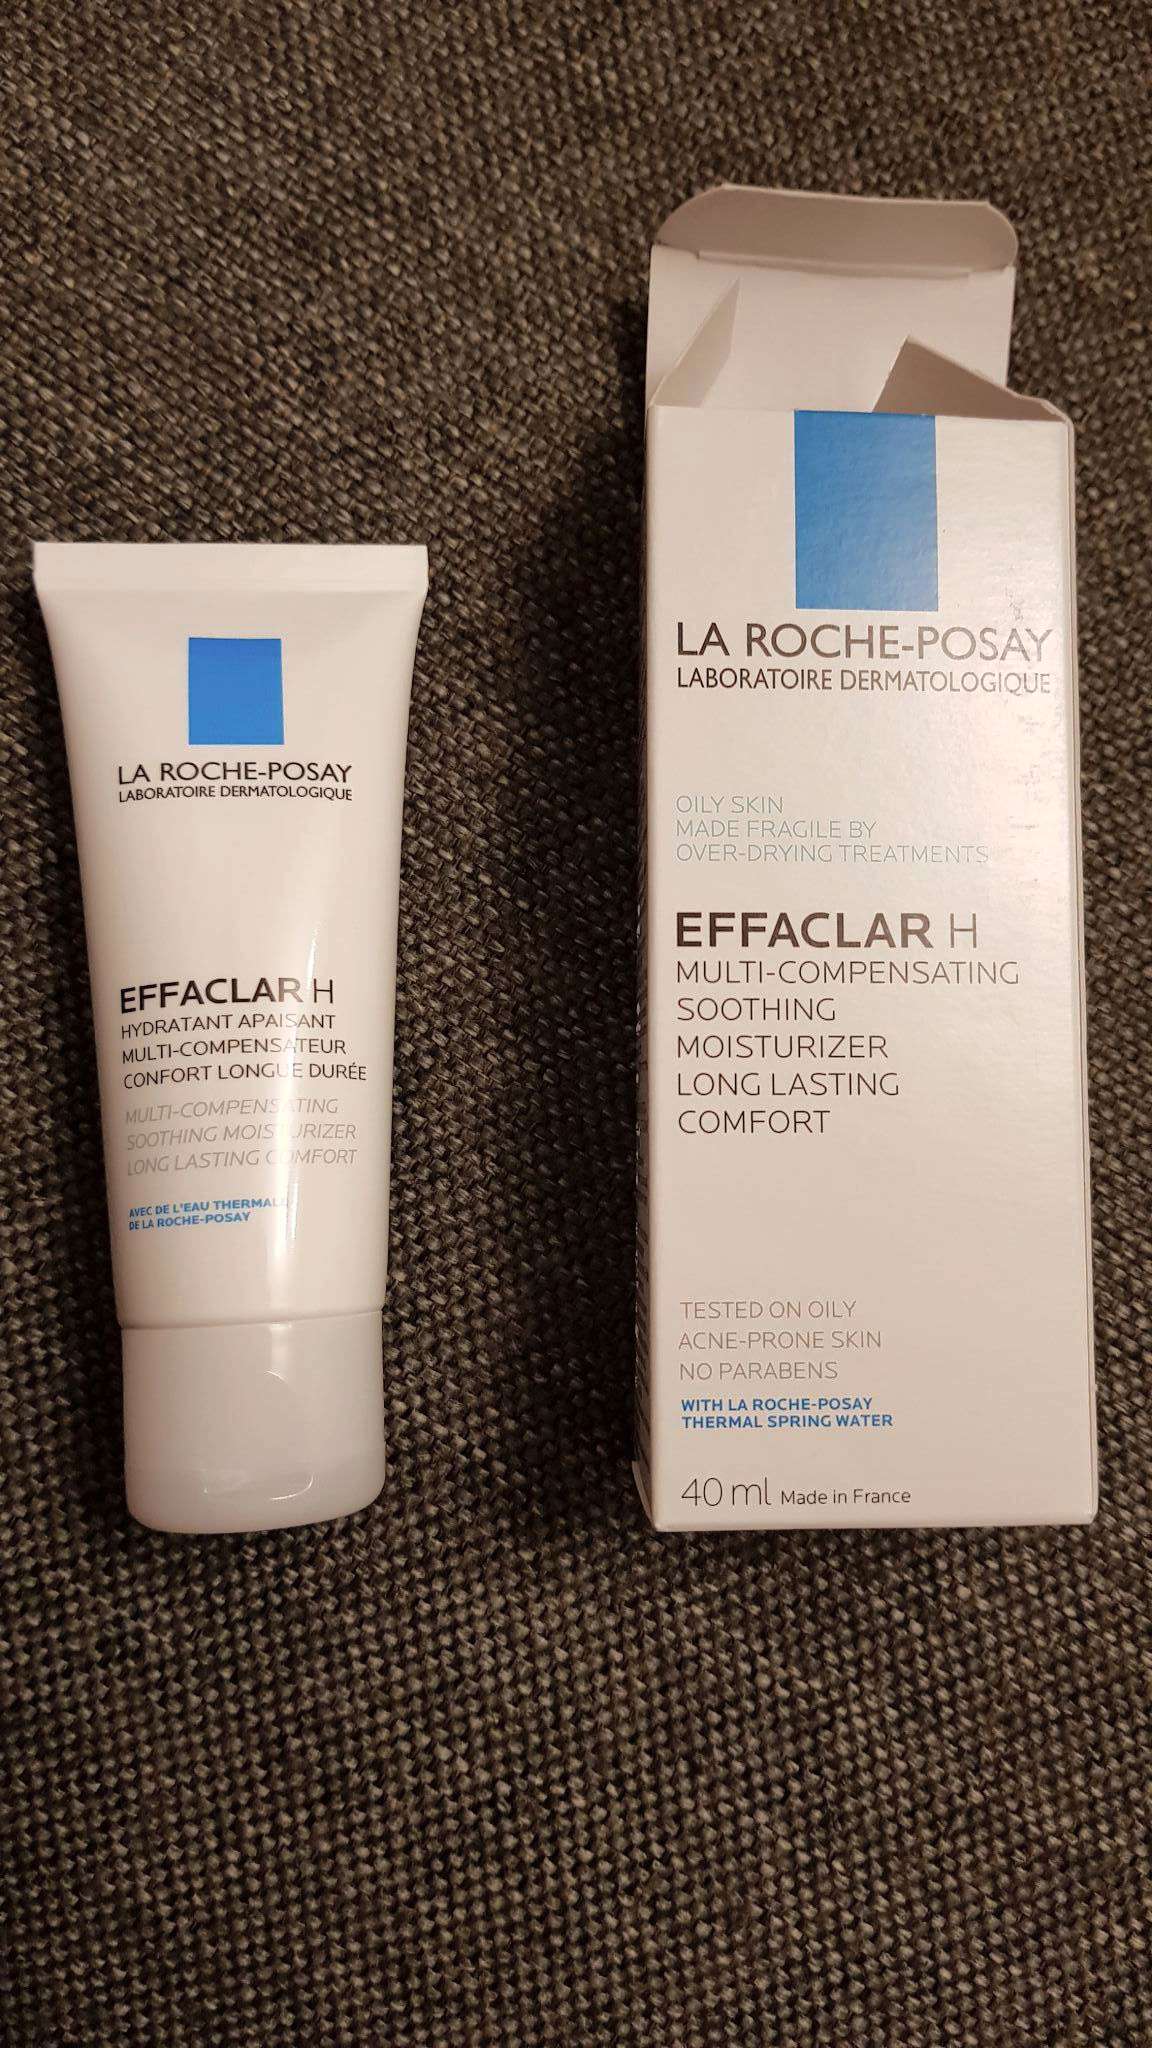 LA ROCHE-POSAY
LABORATOIRE DERMATOLOGIQUE
EFFACLAR H
HYDRATANT APAISANT
MULTI-COMPENSATEUR
CONFORT LONGUE DURÉE
MULTI-COMPENSATING
SOOTHING MOISTURIZER
LONG LASTING COMFORT
AVEC DE L'EAU THERMALE
DE LA ROCHE-POSAY
LA ROCHE-POSAY
LABORATOIRE DERMATOLOGIQUE
OILY SKIN
MADE FRAGILE BY
OVER-DRYING TREATMENTS
EFFACLAR H
MULTI-COMPENSATING
SOOTHING
MOISTURIZER
LONG LASTING
COMFORT
TESTED ON OILY
ACNE-PRONE SKIN
NO PARABENS
WITH LA ROCHE-POSAY
THERMAL SPRING WATER
40 ml Made in France